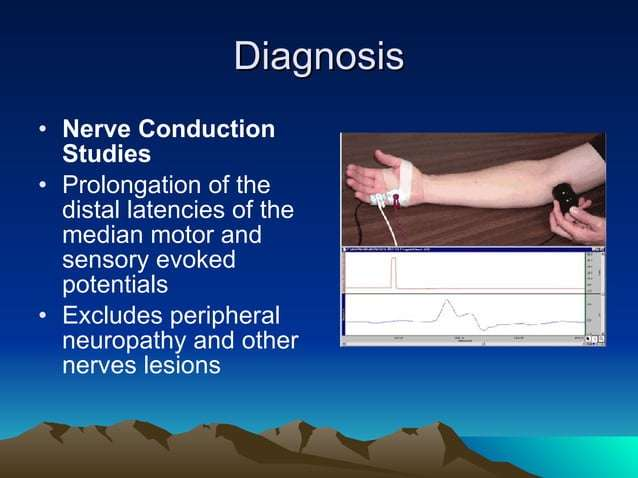 Diagnosis
• Nerve Conduction
Studies
• Prolongation of the
distal latencies of the
median motor and
sensory evoked
potentials
• Excludes peripheral
neuropathy and other
nerves lesions